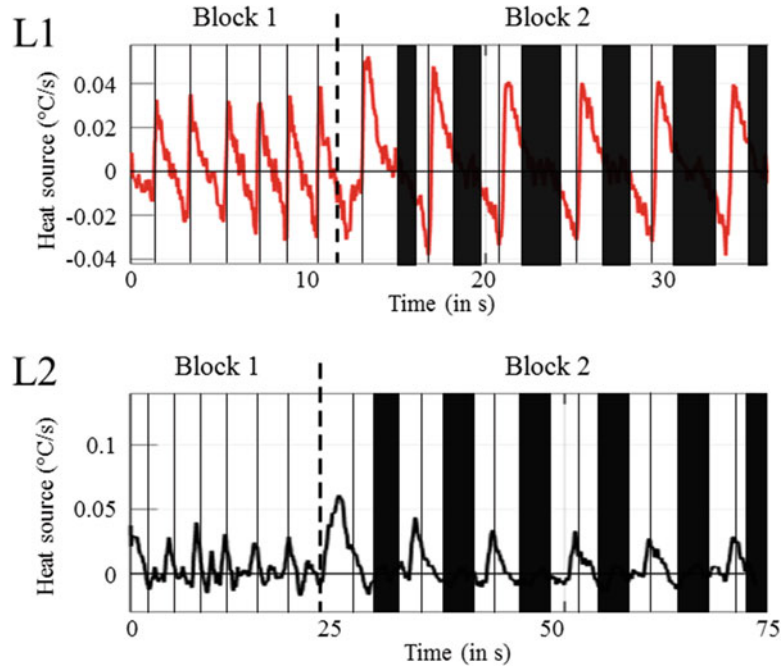 L1
Block 1
Block 2
Heat source (°C/s)
0.04
0.02
0
-0.02
-0.04
0
10
20
30
Time (in s)
L2
Block 1
Block 2
Heat source (°C/s)
0.1
0.05
0
0
25
50
75
Time (in s)